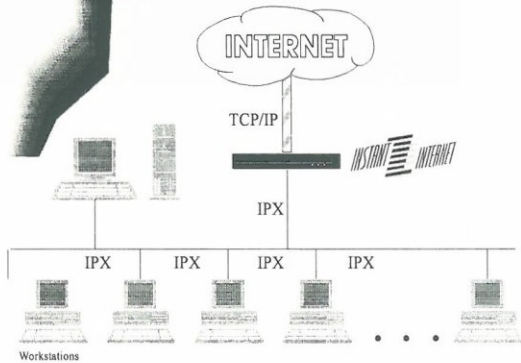 INTERNET
TCP/IP
INSTANT INTERNET
IPX
IPX IPX IPX IPX
Workstations